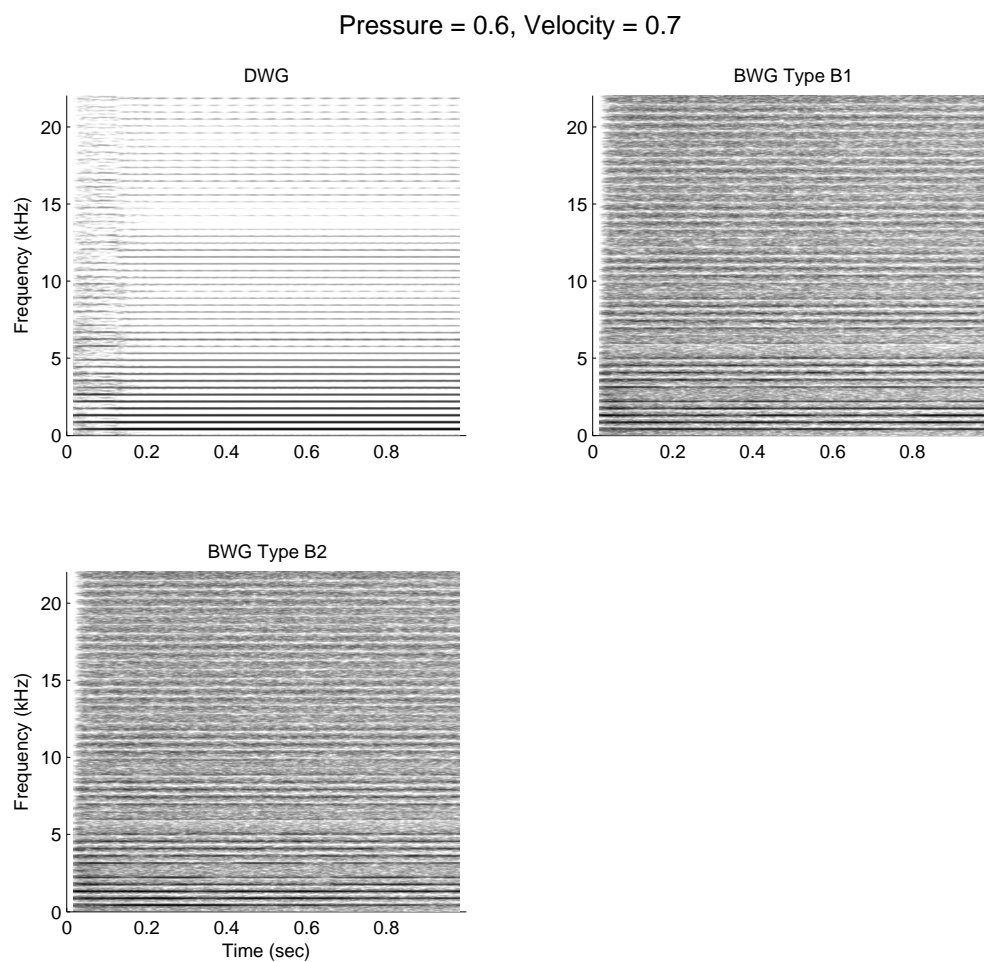 Pressure = 0.6, Velocity = 0.7
DWG
Frequency (kHz)
20
15
10
5
0
0 0.2 0.4 0.6 0.8
BWG Type B1
20
15
10
5
0
0 0.2 0.4 0.6 0.8
BWG Type B2
Frequency (kHz)
20
15
10
5
0
0 0.2 0.4 0.6 0.8
Time (sec)